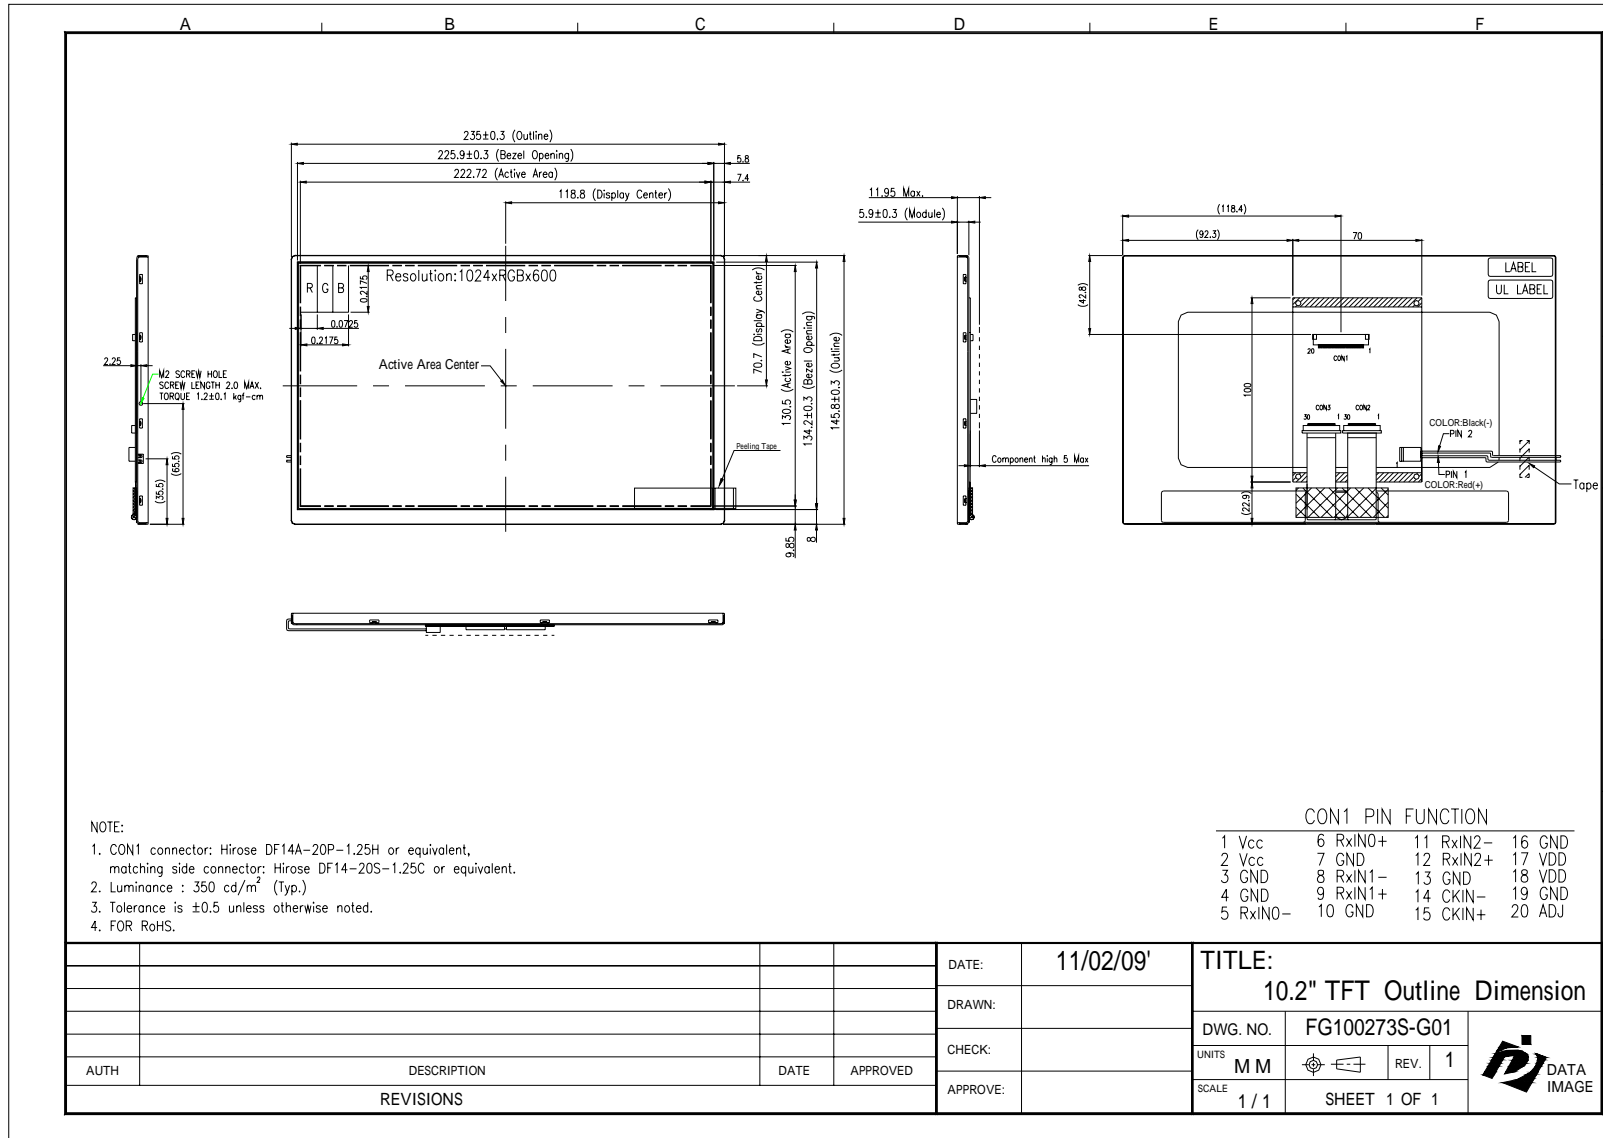 A B C D E F
235±0.3 (Outline)
225.9±0.3 (Bezel Opening)
5.8
222.72 (Active Area)
7.4
118.8 (Display Center)
Resolution:1024xRGBx600
R G B
0.2175
0.0725
0.2175
Active Area Center
70.7 (Display Center)
130.5 (Active Area)
134.2±0.3 (Bezel Opening)
145.8±0.3 (Outline)
Peeling Tape
9.85
8
2.25
M2 SCREW HOLE
SCREW LENGTH 2.0 MAX.
TORQUE 1.2±0.1 kgf-cm
(65.5)
(35.5)
11.95 Max.
5.9±0.3 (Module)
Component high 5 Max
(118.4)
(92.3)
70
(42.8)
LABEL
UL LABEL
20 1
CON1
100
CON3 CON2
30 1 30 1
COLOR:Black(-)
PIN 2
1
PIN 1
COLOR:Red(+)
Tape
(22.9)
NOTE:
1. CON1 connector: Hirose DF14A-20P-1.25H or equivalent,
matching side connector: Hirose DF14-20S-1.25C or equivalent.
2. Luminance : 350 cd/m² (Typ.)
3. Tolerance is ±0.5 unless otherwise noted.
4. FOR RoHS.
CON1 PIN FUNCTION
1 Vcc 6 RxIN0+ 11 RxIN2- 16 GND
2 Vcc 7 GND 12 RxIN2+ 17 VDD
3 GND 8 RxIN1- 13 GND 18 VDD
4 GND 9 RxIN1+ 14 CKIN- 19 GND
5 RxIN0- 10 GND 15 CKIN+ 20 ADJ
AUTH DESCRIPTION DATE APPROVED
REVISIONS
DATE: 11/02/09'
DRAWN:
CHECK:
APPROVE:
TITLE:
10.2" TFT Outline Dimension
DWG. NO. FG100273S-G01
UNITS MM REV. 1
SCALE 1 / 1 SHEET 1 OF 1
DATA
IMAGE